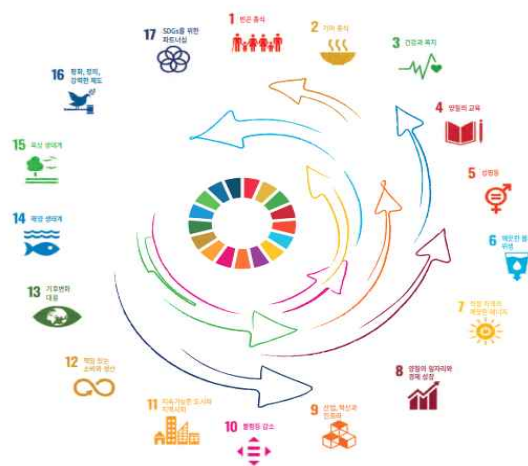 1 빈곤 종식
2 기아 종식
3 건강과 복지
4 양질의 교육
5 성평등
6 깨끗한 물
위생
7 적정 가격의
깨끗한 에너지
8 양질의 일자리와
경제 성장
9 산업, 혁신과
인프라
10 불평등 감소
11 지속가능한 도시와
지역사회
12 책임 있는
소비와 생산
13 기후변화
대응
14 해양 생태계
15 육상 생태계
16 평화, 정의,
강력한 제도
17 SDGs를 위한
파트너십